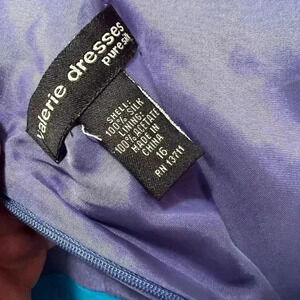 valerie dresses
pure silk
SHELL:
100% SILK
LINING:
100% ACETATE
MADE IN
CHINA
16
RN 13711